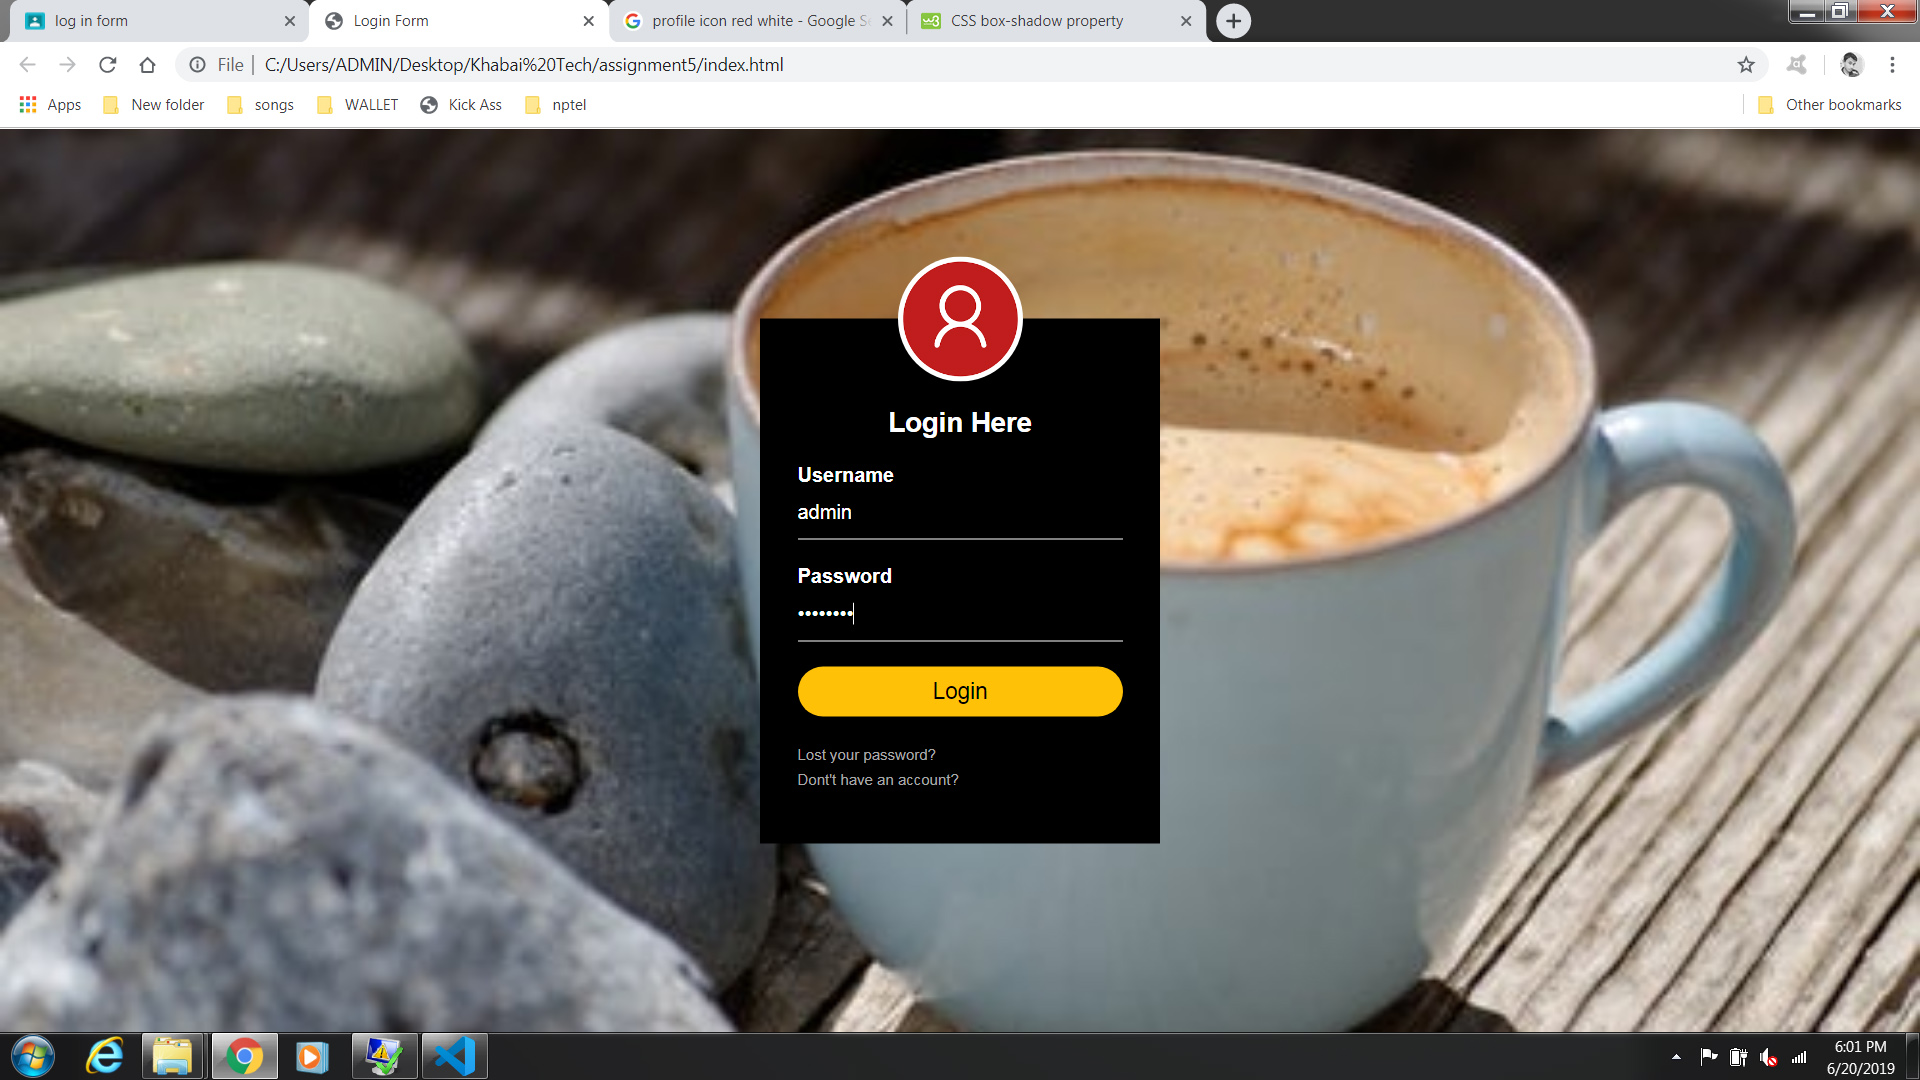 log in form
Login Form
profile icon red white - Google Se
CSS box-shadow property
File
C:/Users/ADMIN/Desktop/Khabai%20Tech/assignment5/index.html
Apps
New folder
songs
WALLET
Kick Ass
nptel
Other bookmarks
Login Here
Username
admin
Password
••••••••
Login
Lost your password?
Dont't have an account?
6:01 PM
6/20/2019